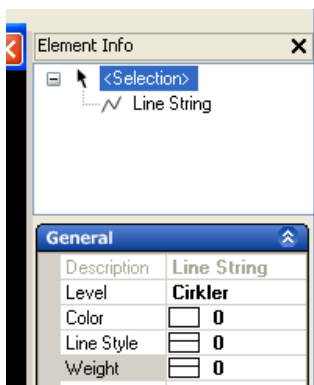 Element Info
<Selection>
Line String
General
Description Line String
Level Cirkler
Color 0
Line Style 0
Weight 0